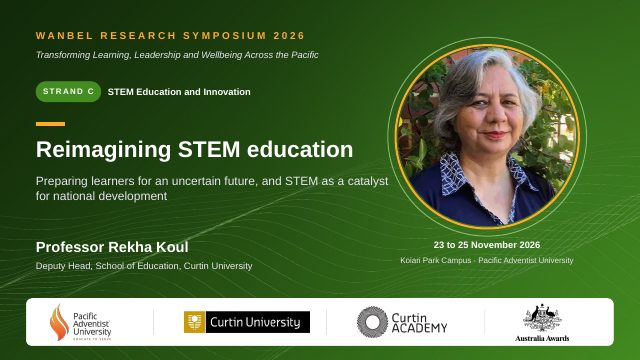 WANBEL RESEARCH SYMPOSIUM 2026
Transforming Learning, Leadership and Wellbeing Across the Pacific
STRAND C STEM Education and Innovation
Reimagining STEM education
Preparing learners for an uncertain future, and STEM as a catalyst
for national development
Professor Rekha Koul
Deputy Head, School of Education, Curtin University
23 to 25 November 2026
Koiari Park Campus · Pacific Adventist University
Pacific
Adventist
University
EDUCATE TO SERVE
Curtin University
Curtin
ACADEMY
Australia Awards